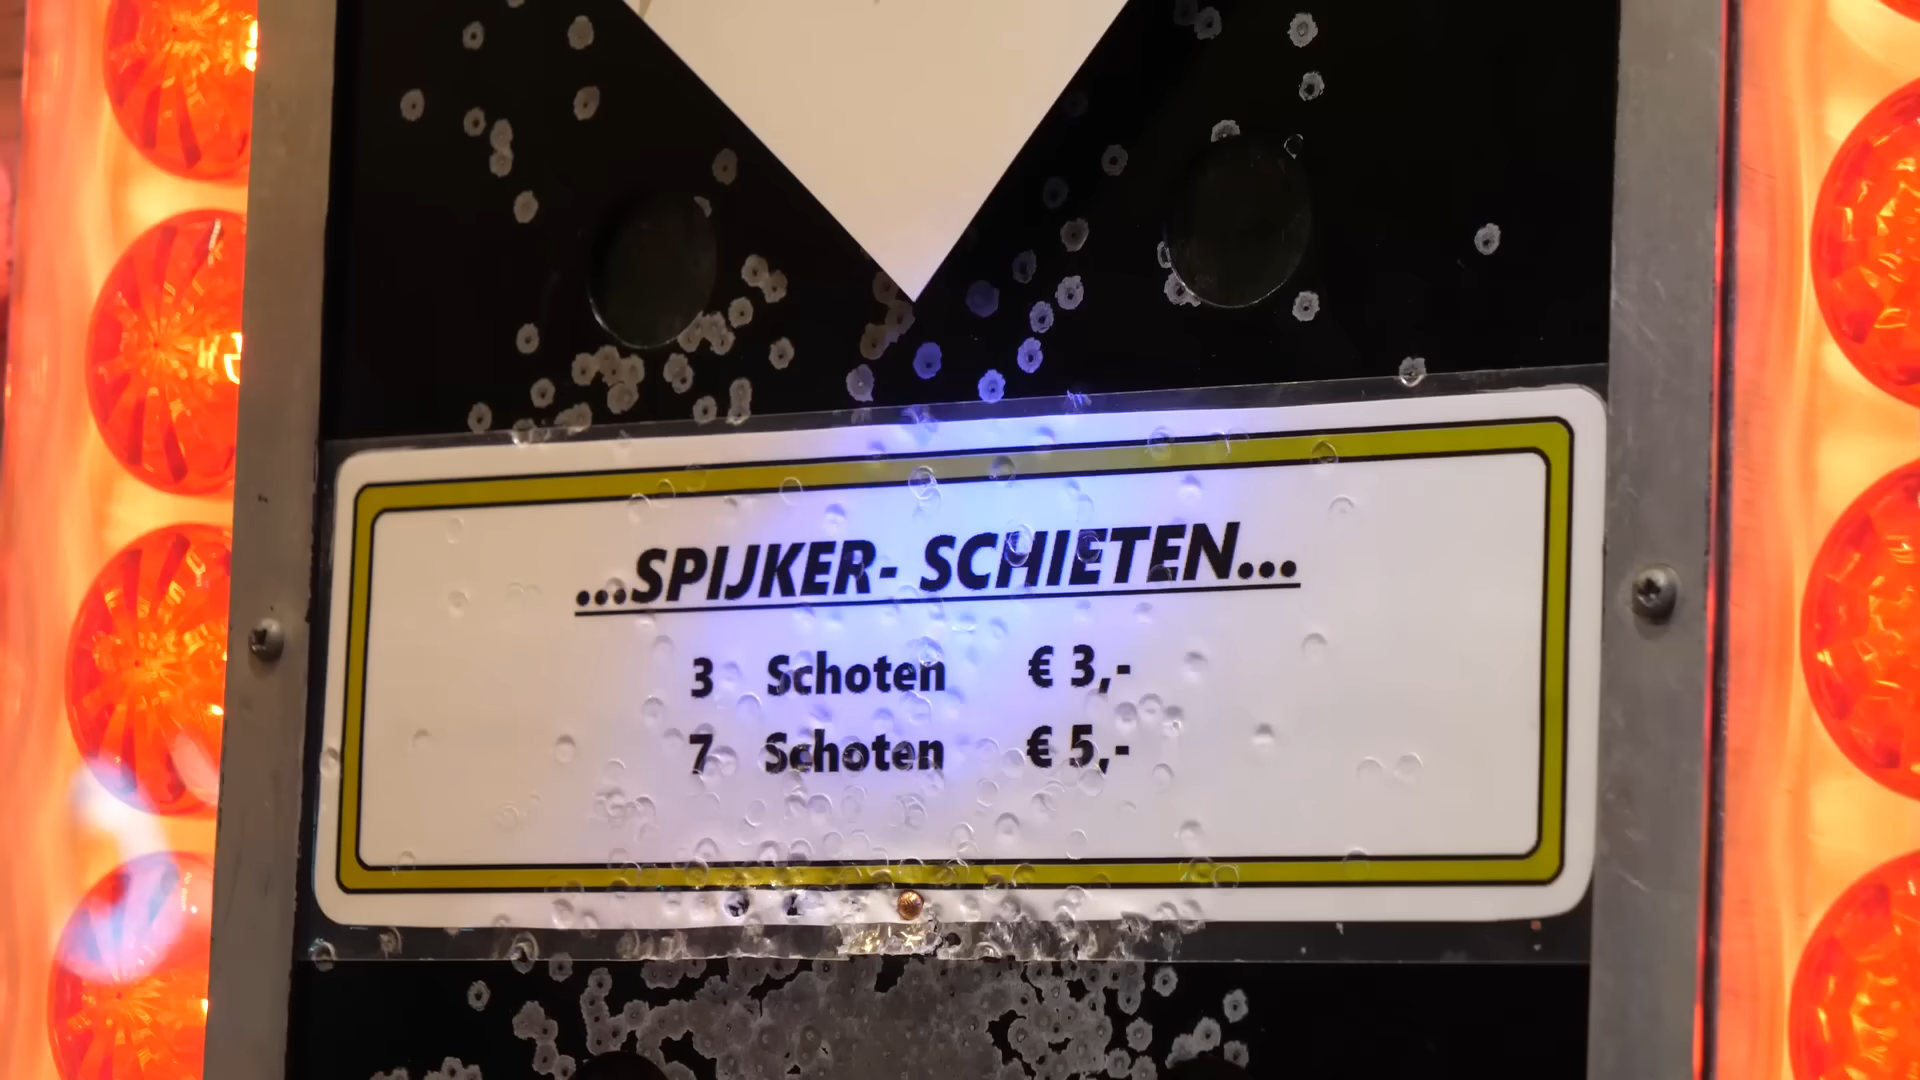 ...SPIJKER- SCHIETEN...
3 Schoten € 3,-
7 Schoten € 5,-